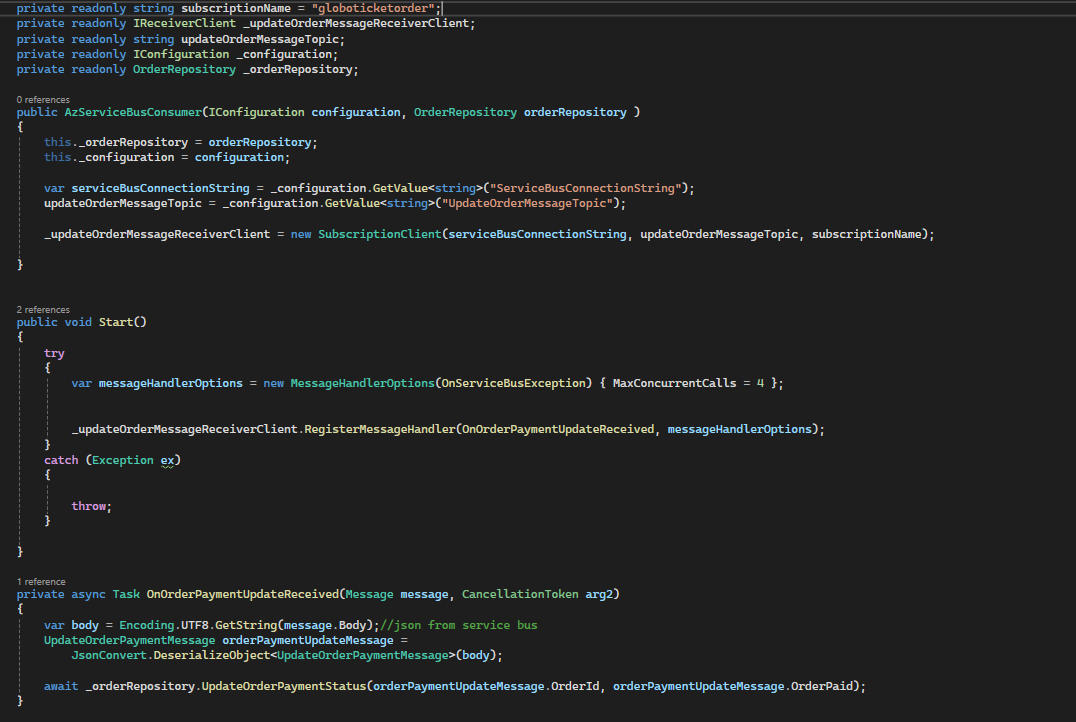 private readonly string subscriptionName = "globoticketorder";
private readonly IReceiverClient _updateOrderMessageReceiverClient;
private readonly string updateOrderMessageTopic;
private readonly IConfiguration _configuration;
private readonly OrderRepository _orderRepository;
0 references
public AzServiceBusConsumer(IConfiguration configuration, OrderRepository orderRepository )
{
this._orderRepository = orderRepository;
this._configuration = configuration;
var serviceBusConnectionString = _configuration.GetValue<string>("ServiceBusConnectionString");
updateOrderMessageTopic = _configuration.GetValue<string>("UpdateOrderMessageTopic");
_updateOrderMessageReceiverClient = new SubscriptionClient(serviceBusConnectionString, updateOrderMessageTopic, subscriptionName);
}
2 references
public void Start()
{
try
{
var messageHandlerOptions = new MessageHandlerOptions(OnServiceBusException) { MaxConcurrentCalls = 4 };
_updateOrderMessageReceiverClient.RegisterMessageHandler(OnOrderPaymentUpdateReceived, messageHandlerOptions);
}
catch (Exception ex)
{
throw;
}
}
1 reference
private async Task OnOrderPaymentUpdateReceived(Message message, CancellationToken arg2)
{
var body = Encoding.UTF8.GetString(message.Body);//json from service bus
UpdateOrderPaymentMessage orderPaymentUpdateMessage =
JsonConvert.DeserializeObject<UpdateOrderPaymentMessage>(body);
await _orderRepository.UpdateOrderPaymentStatus(orderPaymentUpdateMessage.OrderId, orderPaymentUpdateMessage.OrderPaid);
}